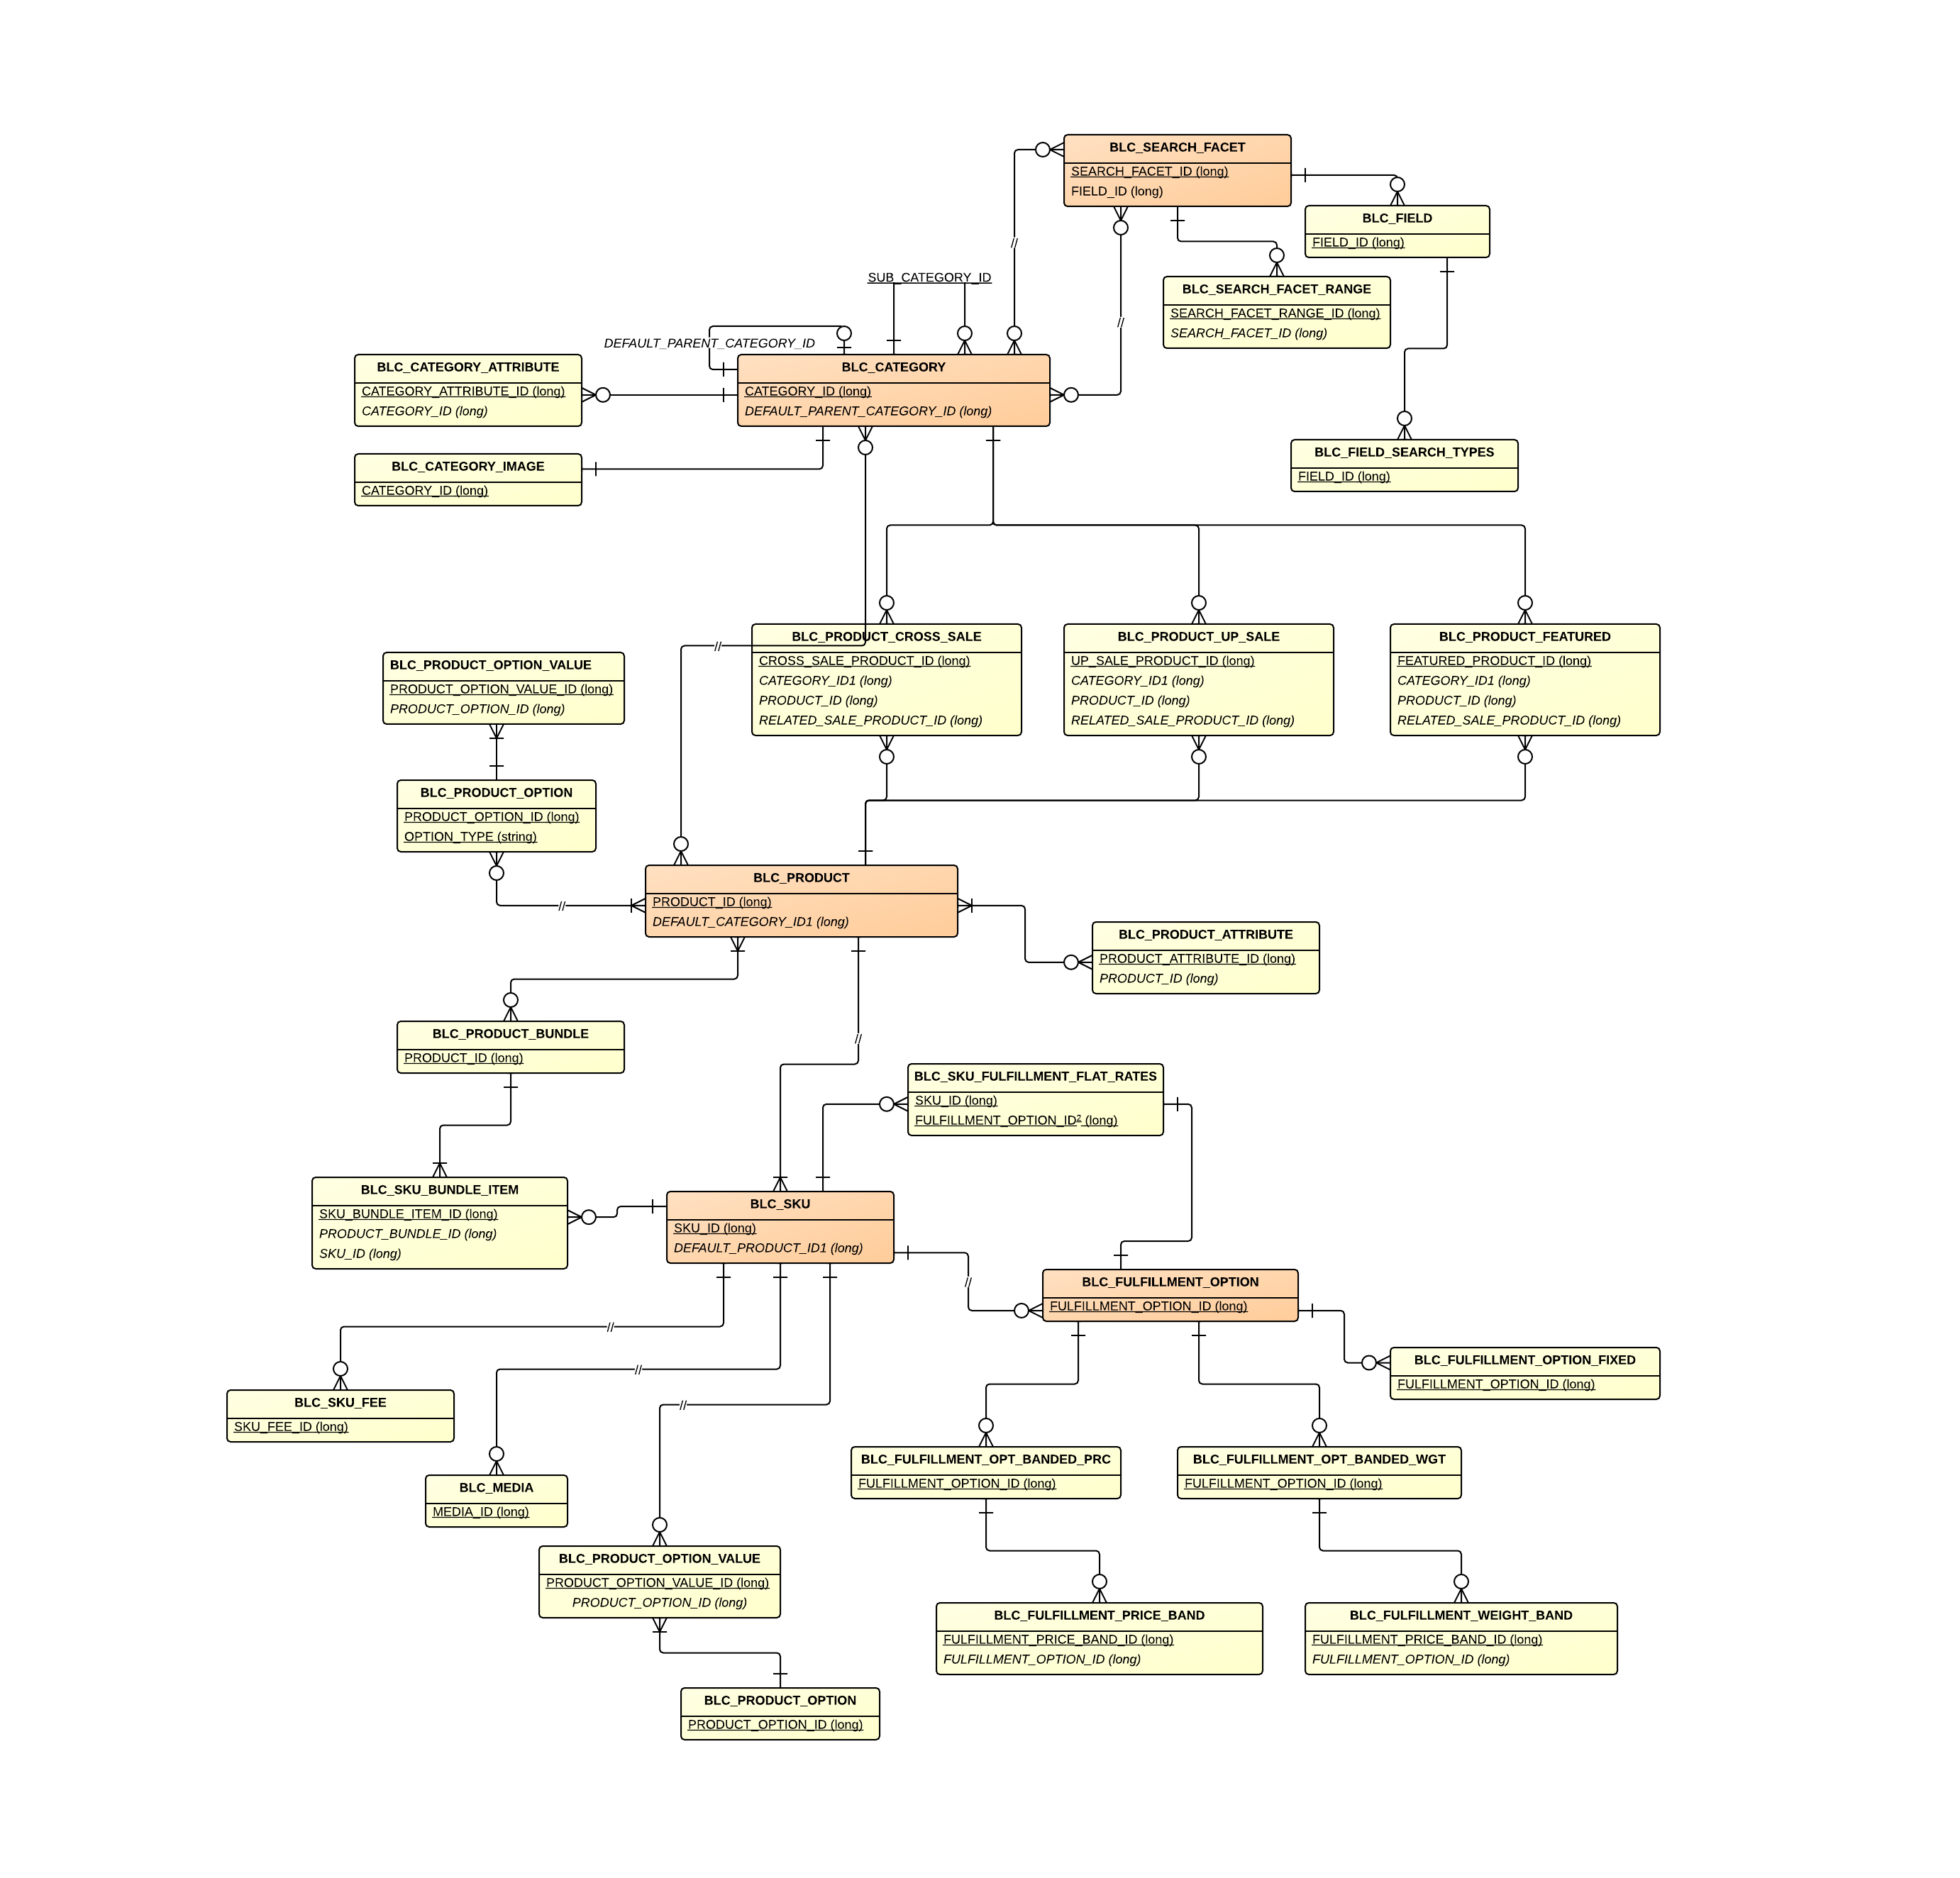 BLC_SEARCH_FACET
SEARCH_FACET_ID (long)
FIELD_ID (long)
BLC_FIELD
FIELD_ID (long)
//
SUB_CATEGORY_ID
BLC_SEARCH_FACET_RANGE
SEARCH_FACET_RANGE_ID (long)
SEARCH_FACET_ID (long)
//
DEFAULT_PARENT_CATEGORY_ID
BLC_CATEGORY_ATTRIBUTE
CATEGORY_ATTRIBUTE_ID (long)
CATEGORY_ID (long)
BLC_CATEGORY
CATEGORY_ID (long)
DEFAULT_PARENT_CATEGORY_ID (long)
BLC_CATEGORY_IMAGE
CATEGORY_ID (long)
BLC_FIELD_SEARCH_TYPES
FIELD_ID (long)
BLC_PRODUCT_CROSS_SALE
CROSS_SALE_PRODUCT_ID (long)
CATEGORY_ID1 (long)
PRODUCT_ID (long)
RELATED_SALE_PRODUCT_ID (long)
BLC_PRODUCT_UP_SALE
UP_SALE_PRODUCT_ID (long)
CATEGORY_ID1 (long)
PRODUCT_ID (long)
RELATED_SALE_PRODUCT_ID (long)
BLC_PRODUCT_FEATURED
FEATURED_PRODUCT_ID (long)
CATEGORY_ID1 (long)
PRODUCT_ID (long)
RELATED_SALE_PRODUCT_ID (long)
//
BLC_PRODUCT_OPTION_VALUE
PRODUCT_OPTION_VALUE_ID (long)
PRODUCT_OPTION_ID (long)
BLC_PRODUCT_OPTION
PRODUCT_OPTION_ID (long)
OPTION_TYPE (string)
//
BLC_PRODUCT
PRODUCT_ID (long)
DEFAULT_CATEGORY_ID1 (long)
BLC_PRODUCT_ATTRIBUTE
PRODUCT_ATTRIBUTE_ID (long)
PRODUCT_ID (long)
BLC_PRODUCT_BUNDLE
PRODUCT_ID (long)
//
BLC_SKU_FULFILLMENT_FLAT_RATES
SKU_ID (long)
FULFILLMENT_OPTION_ID² (long)
BLC_SKU_BUNDLE_ITEM
SKU_BUNDLE_ITEM_ID (long)
PRODUCT_BUNDLE_ID (long)
SKU_ID (long)
BLC_SKU
SKU_ID (long)
DEFAULT_PRODUCT_ID1 (long)
//
BLC_FULFILLMENT_OPTION
FULFILLMENT_OPTION_ID (long)
//
BLC_FULFILLMENT_OPTION_FIXED
FULFILLMENT_OPTION_ID (long)
//
BLC_SKU_FEE
SKU_FEE_ID (long)
//
BLC_FULFILLMENT_OPT_BANDED_PRC
FULFILLMENT_OPTION_ID (long)
BLC_FULFILLMENT_OPT_BANDED_WGT
FULFILLMENT_OPTION_ID (long)
BLC_MEDIA
MEDIA_ID (long)
BLC_PRODUCT_OPTION_VALUE
PRODUCT_OPTION_VALUE_ID (long)
PRODUCT_OPTION_ID (long)
BLC_FULFILLMENT_PRICE_BAND
FULFILLMENT_PRICE_BAND_ID (long)
FULFILLMENT_OPTION_ID (long)
BLC_FULFILLMENT_WEIGHT_BAND
FULFILLMENT_PRICE_BAND_ID (long)
FULFILLMENT_OPTION_ID (long)
BLC_PRODUCT_OPTION
PRODUCT_OPTION_ID (long)